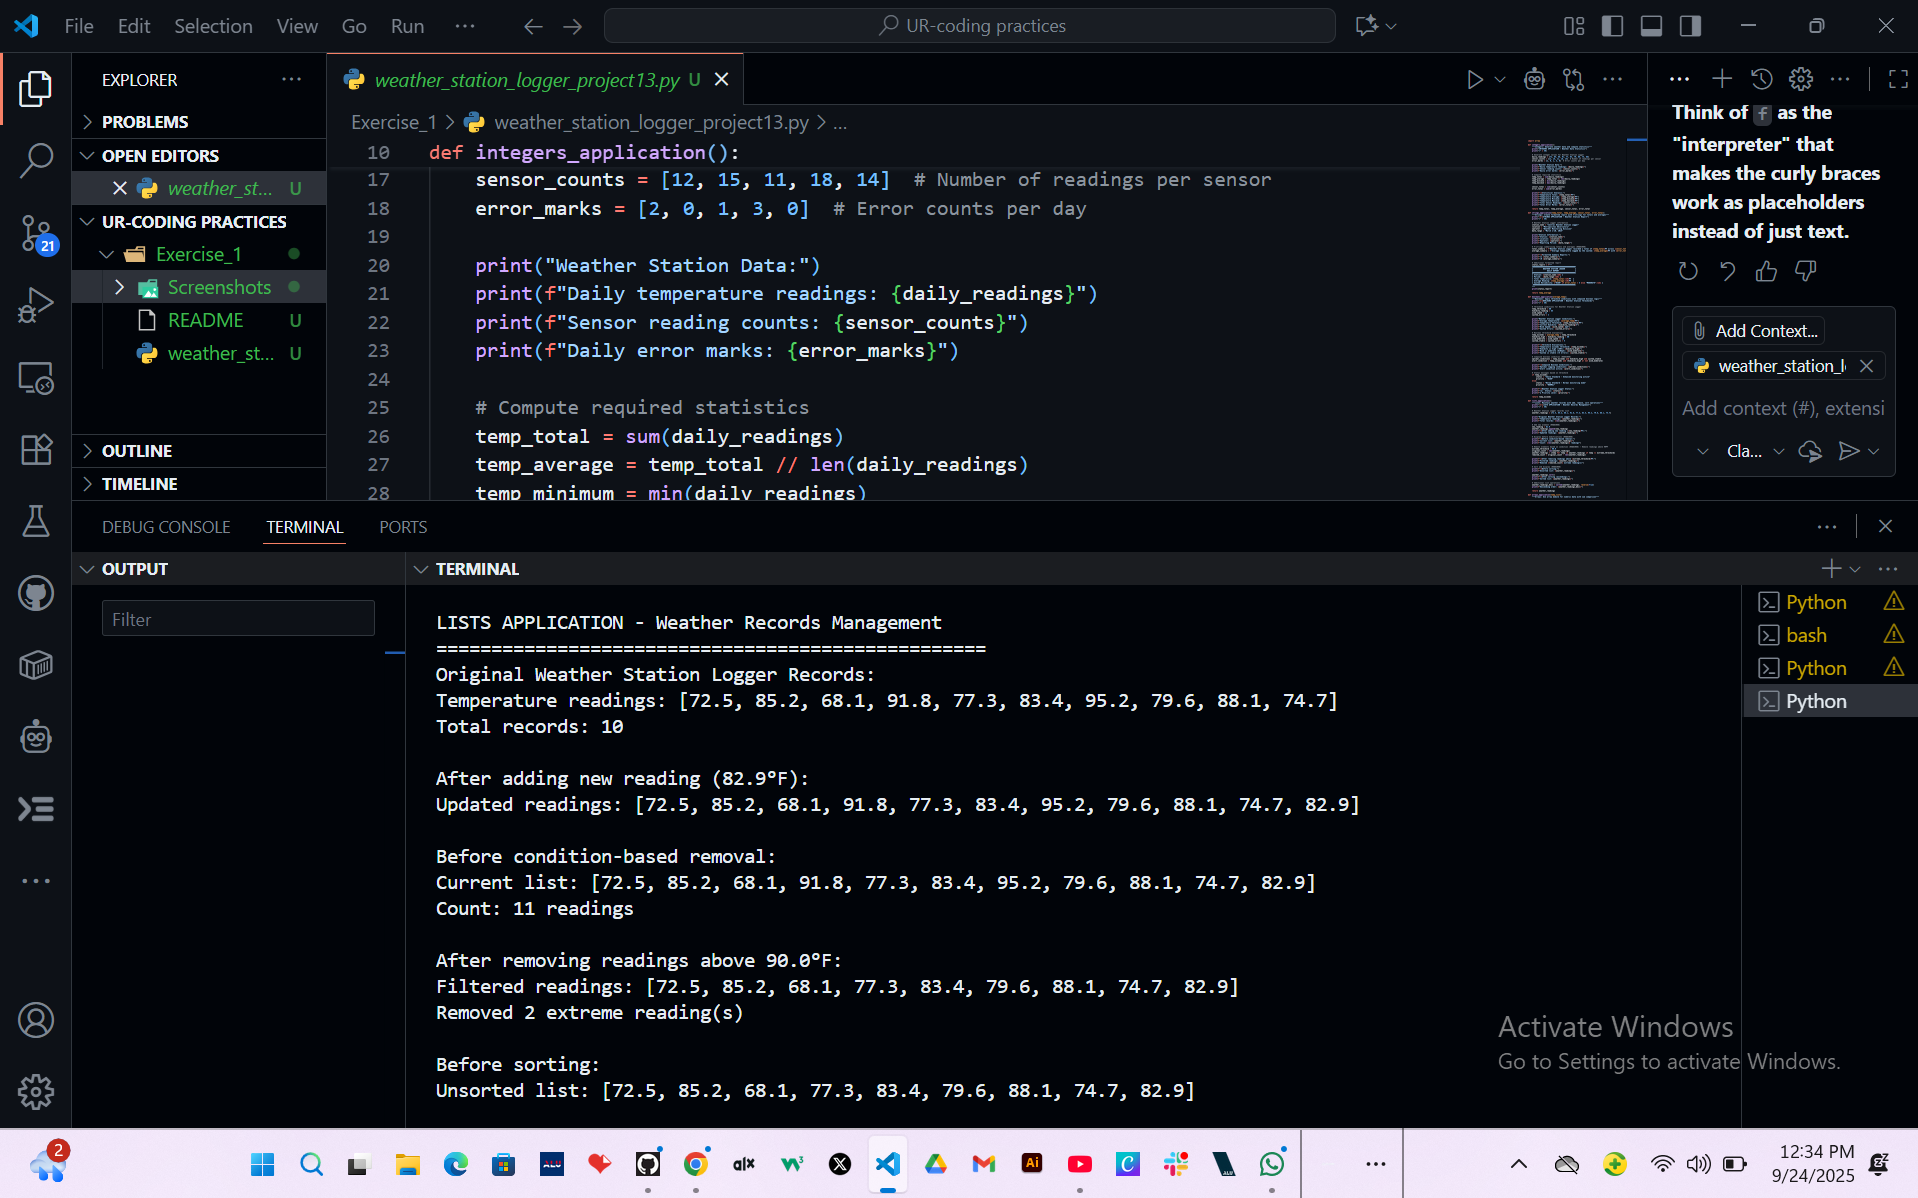 File Edit Selection View Go Run ···
UR-coding practices
EXPLORER
PROBLEMS
OPEN EDITORS
weather_st... U
UR-CODING PRACTICES
Exercise_1
Screenshots
README U
weather_st... U
OUTLINE
TIMELINE
21
weather_station_logger_project13.py U
Exercise_1 > weather_station_logger_project13.py > ...
10 def integers_application():
17 sensor_counts = [12, 15, 11, 18, 14]  # Number of readings per sensor
18 error_marks = [2, 0, 1, 3, 0]  # Error counts per day
19
20 print("Weather Station Data:")
21 print(f"Daily temperature readings: {daily_readings}")
22 print(f"Sensor reading counts: {sensor_counts}")
23 print(f"Daily error marks: {error_marks}")
24
25 # Compute required statistics
26 temp_total = sum(daily_readings)
27 temp_average = temp_total // len(daily_readings)
28 temp_minimum = min(daily_readings)
Think of f as the
"interpreter" that
makes the curly braces
work as placeholders
instead of just text.
Add Context...
weather_station_l
Add context (#), extensi
Cla...
DEBUG CONSOLE TERMINAL PORTS
OUTPUT
Filter
TERMINAL
LISTS APPLICATION - Weather Records Management
==================================================
Original Weather Station Logger Records:
Temperature readings: [72.5, 85.2, 68.1, 91.8, 77.3, 83.4, 95.2, 79.6, 88.1, 74.7]
Total records: 10
After adding new reading (82.9°F):
Updated readings: [72.5, 85.2, 68.1, 91.8, 77.3, 83.4, 95.2, 79.6, 88.1, 74.7, 82.9]
Before condition-based removal:
Current list: [72.5, 85.2, 68.1, 91.8, 77.3, 83.4, 95.2, 79.6, 88.1, 74.7, 82.9]
Count: 11 readings
After removing readings above 90.0°F:
Filtered readings: [72.5, 85.2, 68.1, 77.3, 83.4, 79.6, 88.1, 74.7, 82.9]
Removed 2 extreme reading(s)
Before sorting:
Unsorted list: [72.5, 85.2, 68.1, 77.3, 83.4, 79.6, 88.1, 74.7, 82.9]
Python
bash
Python
Python
Activate Windows
Go to Settings to activate Windows.
2
ALU
alx
Ai
12:34 PM
9/24/2025